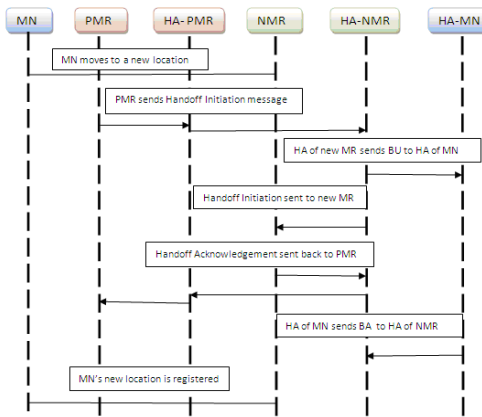 MN PMR HA- PMR NMR HA-NMR HA-MN
MN moves to a new location
PMR sends Handoff Initiation message
HA of new MR sends BU to HA of MN
Handoff Initiation sent to new MR
Handoff Acknowledgement sent back to PMR
HA of MN sends BA to HA of NMR
MN's new location is registered